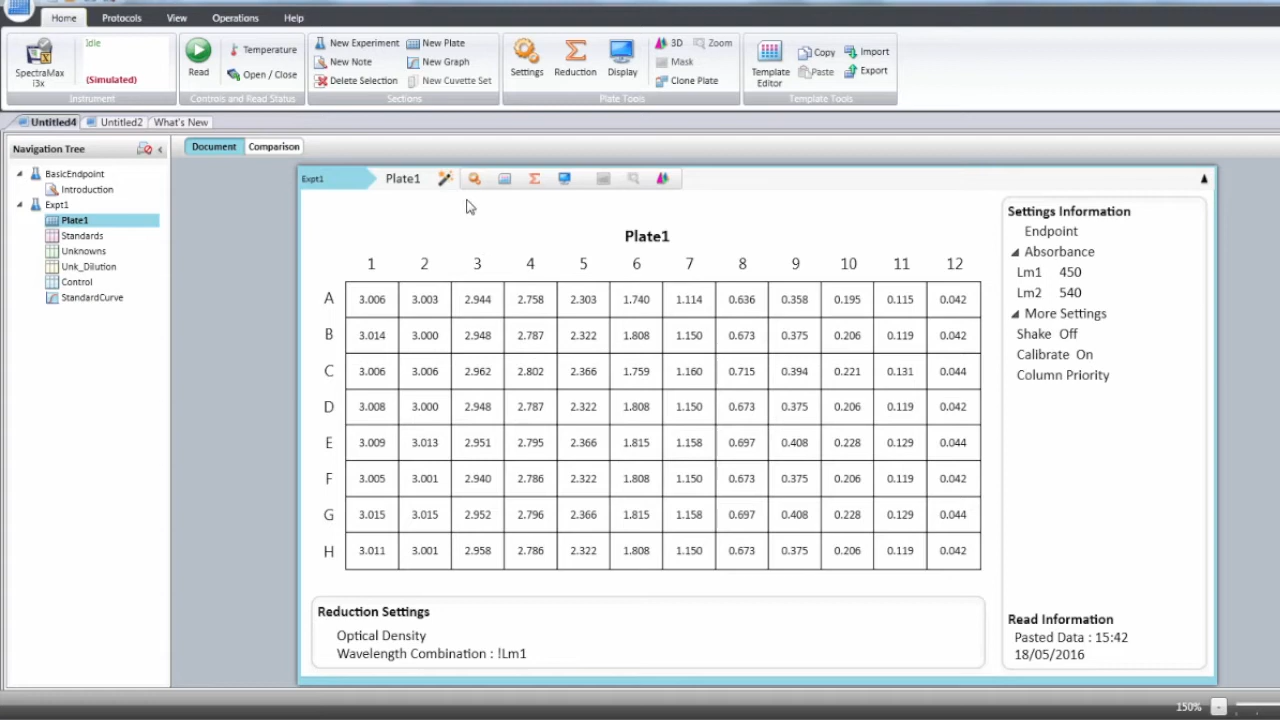 Home Protocols View Operations Help
Idle
(Simulated)
SpectraMax
i3x
Instrument
Read
Temperature
Open / Close
Controls and Read Status
New Experiment New Plate
New Note New Graph
Delete Selection New Cuvette Set
Sections
Settings Reduction Display
3D Zoom
Mask
Clone Plate
Plate Tools
Template
Editor
Copy Import
Paste Export
Template Tools
Untitled4 Untitled2 What's New
Navigation Tree
BasicEndpoint
Introduction
Expt1
Plate1
Standards
Unknowns
Unk_Dilution
Control
StandardCurve
Document Comparison
Expt1 Plate1
Plate1
1 2 3 4 5 6 7 8 9 10 11 12
A 3.006 3.003 2.944 2.758 2.303 1.740 1.114 0.636 0.358 0.195 0.115 0.042
B 3.014 3.000 2.948 2.787 2.322 1.808 1.150 0.673 0.375 0.206 0.119 0.042
C 3.006 3.006 2.962 2.802 2.366 1.759 1.160 0.715 0.394 0.221 0.131 0.044
D 3.008 3.000 2.948 2.787 2.322 1.808 1.150 0.673 0.375 0.206 0.119 0.042
E 3.009 3.013 2.951 2.795 2.366 1.815 1.158 0.697 0.408 0.228 0.129 0.044
F 3.005 3.001 2.940 2.786 2.322 1.808 1.150 0.673 0.375 0.206 0.119 0.042
G 3.015 3.015 2.952 2.796 2.366 1.815 1.158 0.697 0.408 0.228 0.129 0.044
H 3.011 3.001 2.958 2.786 2.322 1.808 1.150 0.673 0.375 0.206 0.119 0.042
Reduction Settings
Optical Density
Wavelength Combination : !Lm1
Settings Information
Endpoint
Absorbance
Lm1 450
Lm2 540
More Settings
Shake Off
Calibrate On
Column Priority
Read Information
Pasted Data : 15:42
18/05/2016
150%